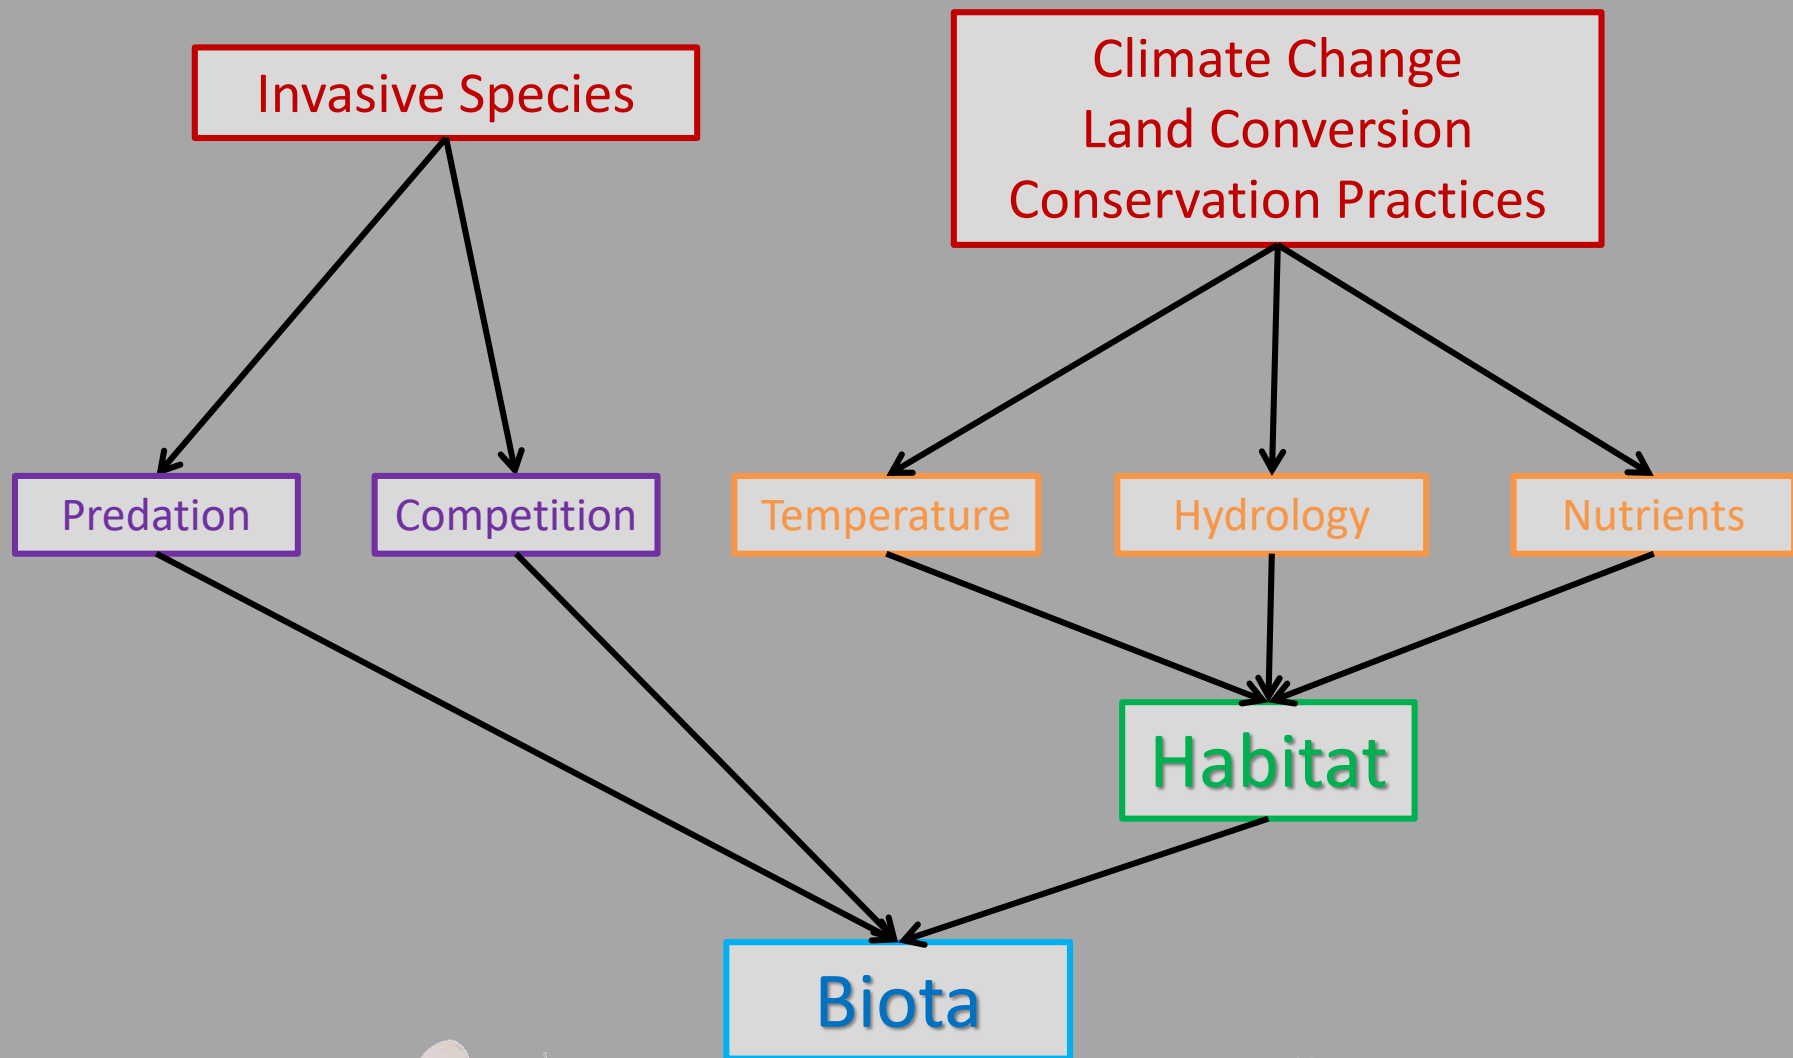 Invasive Species
Climate Change
Land Conversion
Conservation Practices
Predation
Competition
Temperature
Hydrology
Nutrients
Habitat
Biota